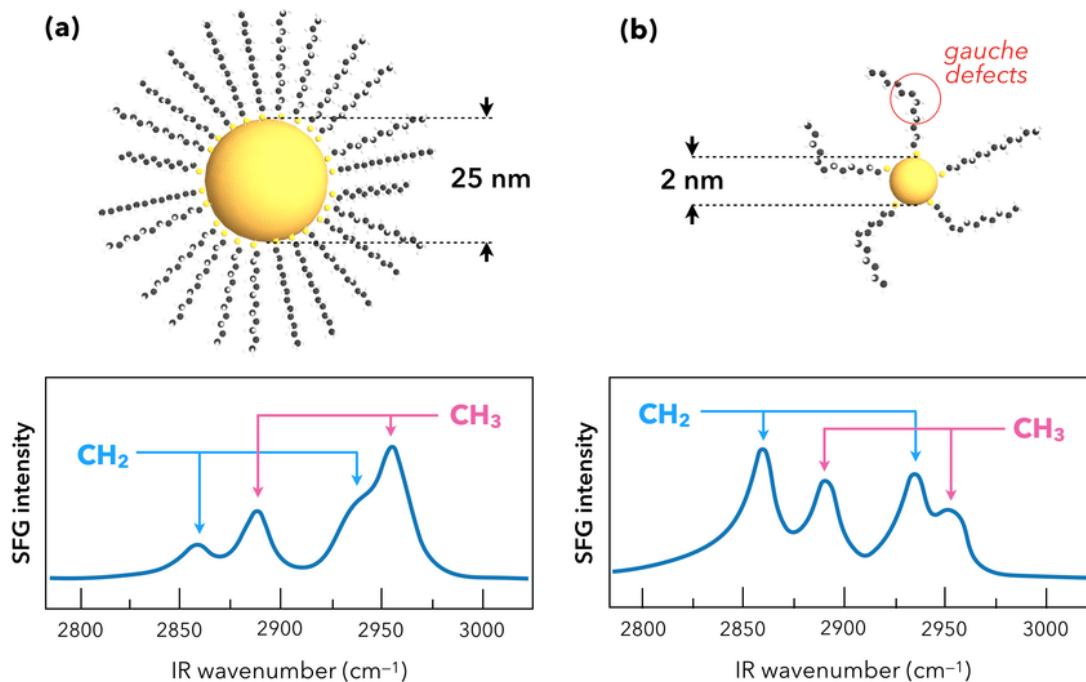 (a)
25 nm
CH₂
CH₃
SFG intensity
2800 2850 2900 2950 3000
IR wavenumber (cm⁻¹)
(b)
gauche
defects
2 nm
CH₂
CH₃
SFG intensity
2800 2850 2900 2950 3000
IR wavenumber (cm⁻¹)